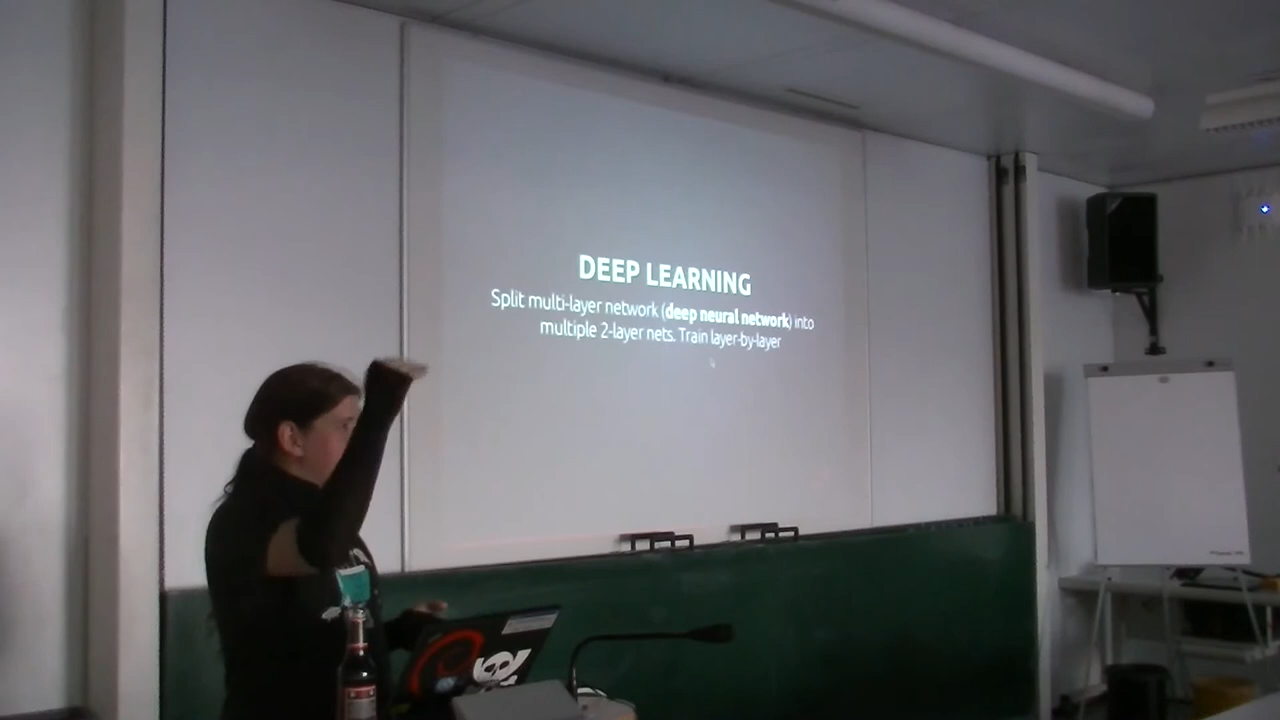 DEEP LEARNING
Split multi-layer network (deep neural network) into
multiple 2-layer nets. Train layer-by-layer